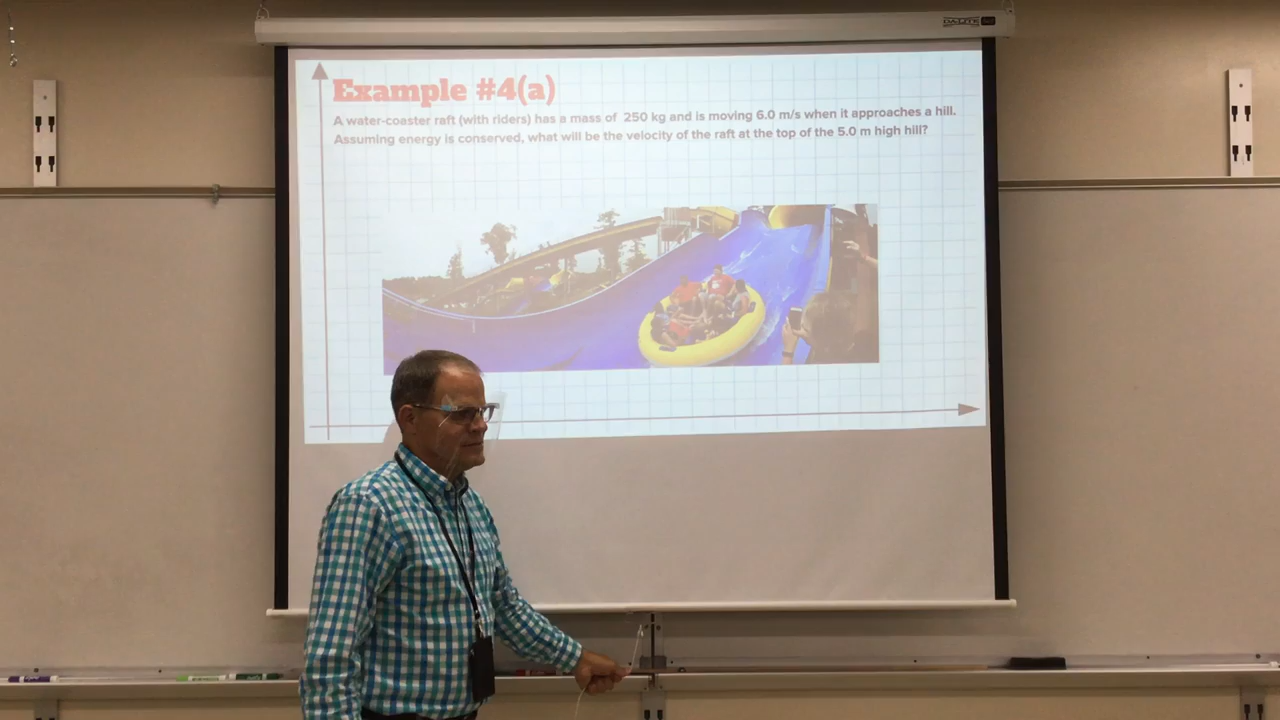 DA-LITE
Example #4(a)
A water-coaster raft (with riders) has a mass of 250 kg and is moving 6.0 m/s when it approaches a hill.
Assuming energy is conserved, what will be the velocity of the raft at the top of the 5.0 m high hill?